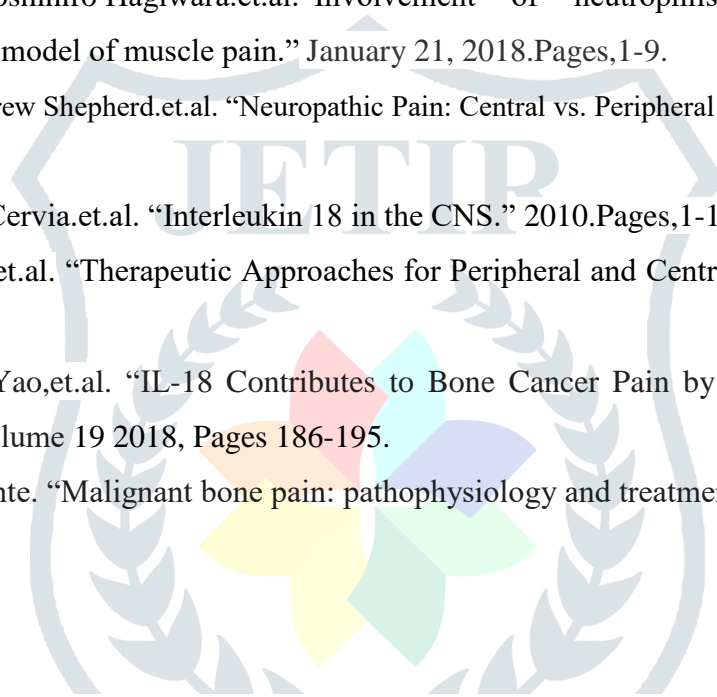 oshihiro Hagiwara.et.al. “Involvement of neutrophils
model of muscle pain.” January 21, 2018.Pages,1-9.
rew Shepherd.et.al. “Neuropathic Pain: Central vs. Peripheral
JETIR
Cervia.et.al. “Interleukin 18 in the CNS.” 2010.Pages,1-1
et.al. “Therapeutic Approaches for Peripheral and Centr
Yao,et.al. “IL-18 Contributes to Bone Cancer Pain by
lume 19 2018, Pages 186-195.
nte. “Malignant bone pain: pathophysiology and treatme